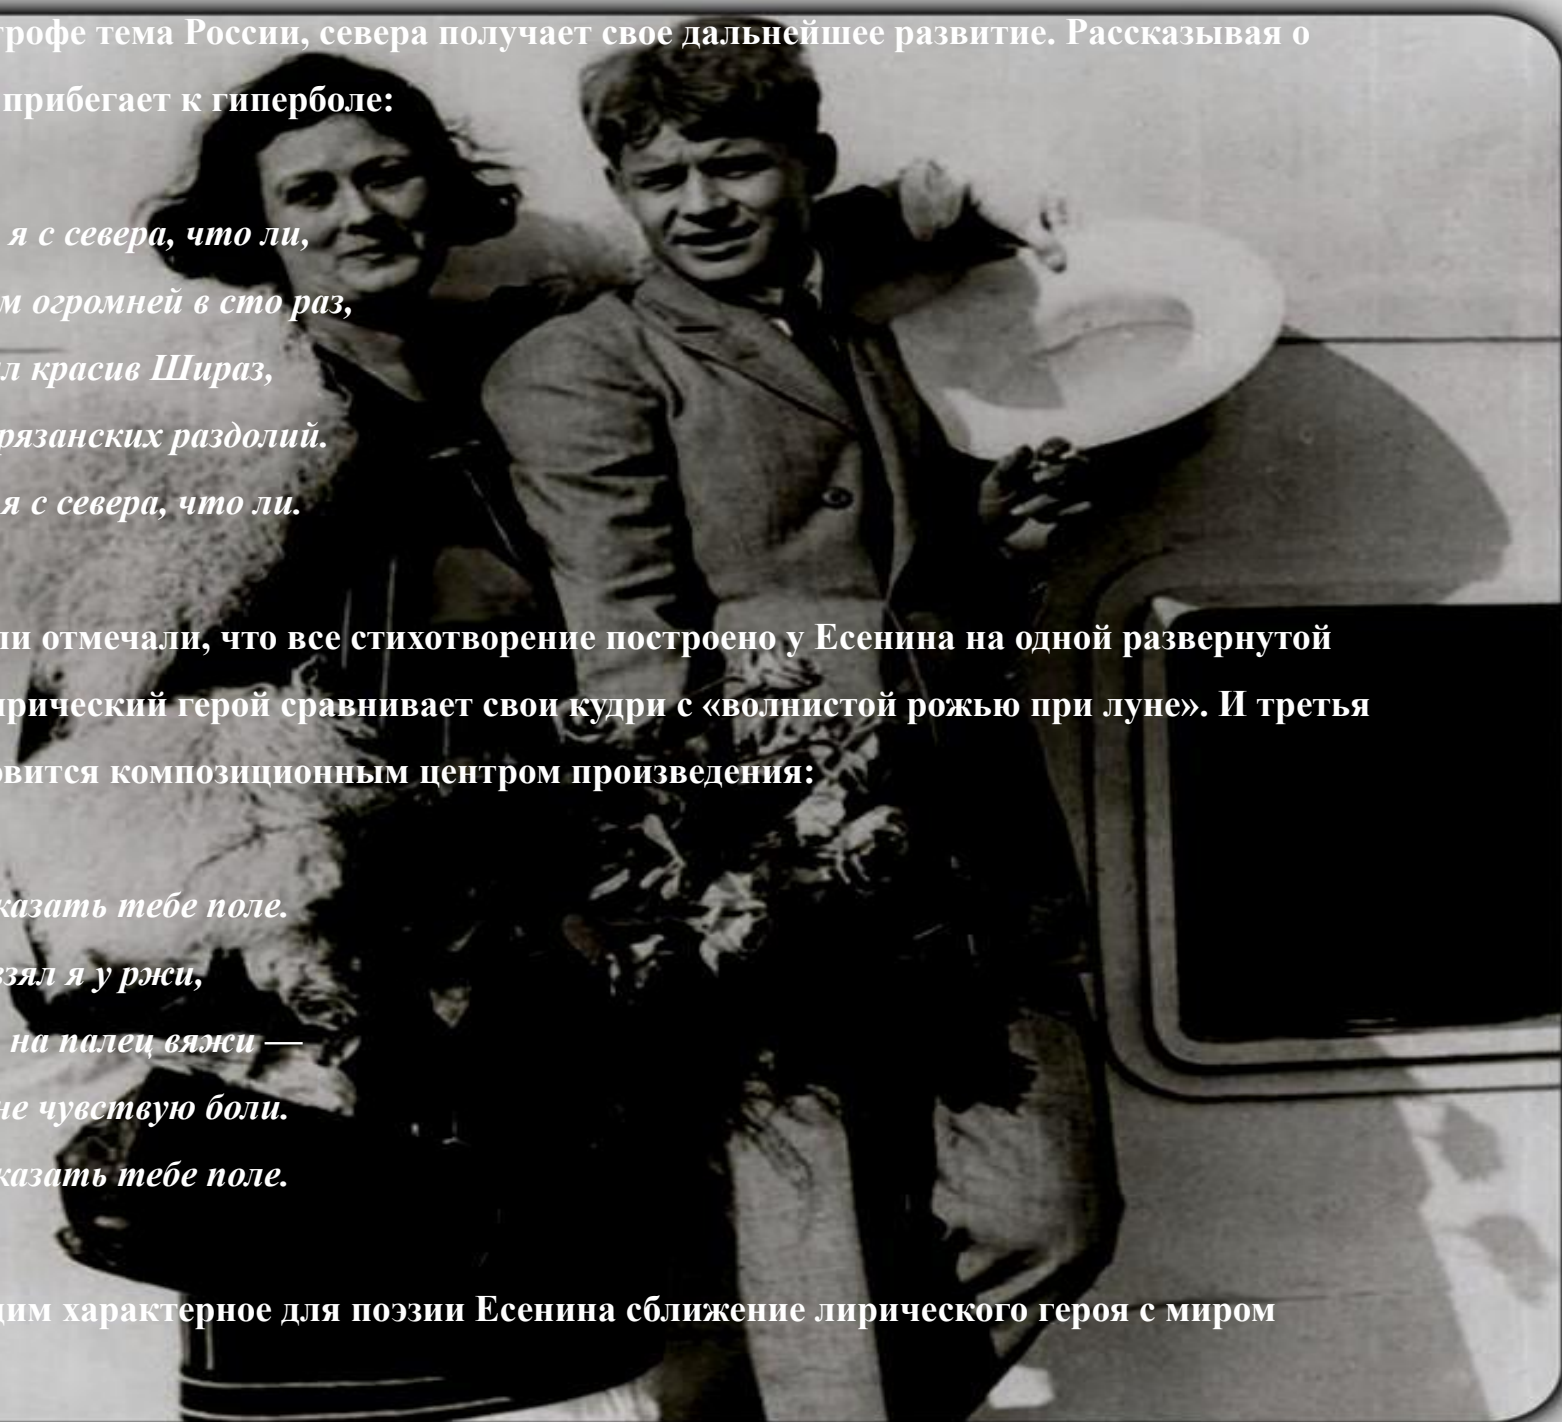 трофе тема России, севера получает свое дальнейшее развитие. Рассказывая о
прибегает к гиперболе:
я с севера, что ли,
м огромней в сто раз,
л красив Шираз,
рязанских раздолий.
я с севера, что ли.
ли отмечали, что все стихотворение построено у Есенина на одной развернутой
ирический герой сравнивает свои кудри с «волнистой рожью при луне». И третья
овится композиционным центром произведения:
казать тебе поле.
взял я у ржи,
на палец вяжи —
не чувствую боли.
казать тебе поле.
дим характерное для поэзии Есенина сближение лирического героя с миром